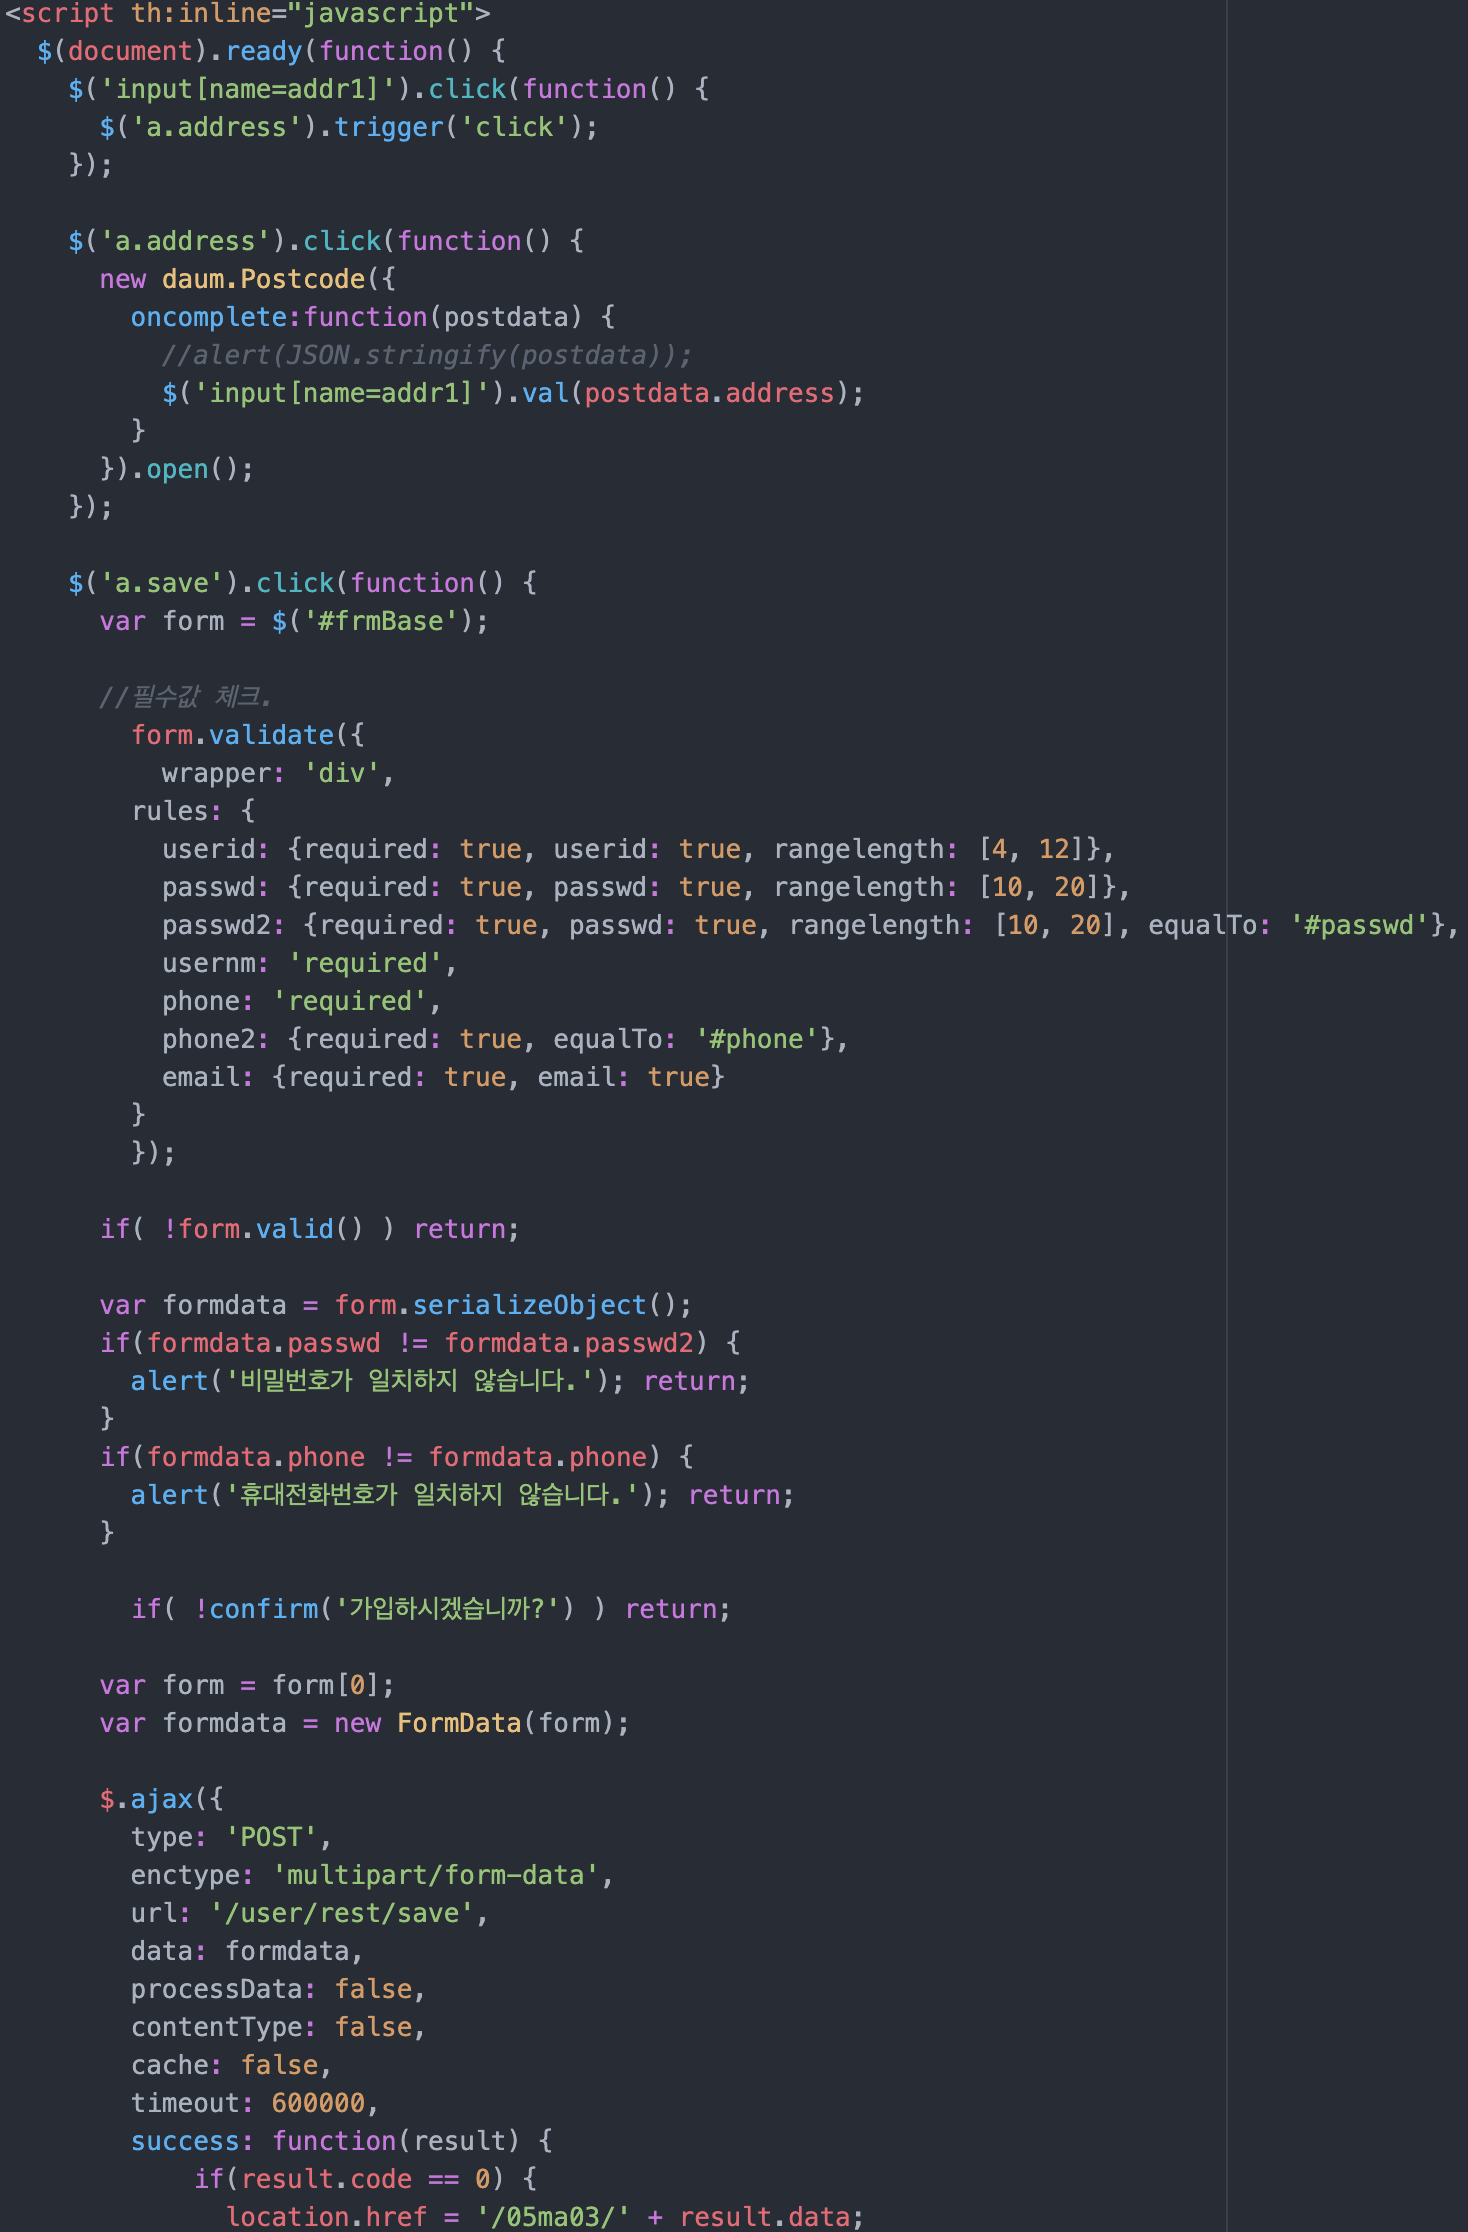 <script th:inline="javascript">
  $(document).ready(function() {
    $('input[name=addr1]').click(function() {
      $('a.address').trigger('click');
    });

    $('a.address').click(function() {
      new daum.Postcode({
        oncomplete:function(postdata) {
          //alert(JSON.stringify(postdata));
          $('input[name=addr1]').val(postdata.address);
        }
      }).open();
    });

    $('a.save').click(function() {
      var form = $('#frmBase');

      //필수값 체크.
        form.validate({
          wrapper: 'div',
        rules: {
          userid: {required: true, userid: true, rangelength: [4, 12]},
          passwd: {required: true, passwd: true, rangelength: [10, 20]},
          passwd2: {required: true, passwd: true, rangelength: [10, 20], equalTo: '#passwd'},
          usernm: 'required',
          phone: 'required',
          phone2: {required: true, equalTo: '#phone'},
          email: {required: true, email: true}
        }
        });

      if( !form.valid() ) return;

      var formdata = form.serializeObject();
      if(formdata.passwd != formdata.passwd2) {
        alert('비밀번호가 일치하지 않습니다.'); return;
      }
      if(formdata.phone != formdata.phone) {
        alert('휴대전화번호가 일치하지 않습니다.'); return;
      }

        if( !confirm('가입하시겠습니까?') ) return;

      var form = form[0];
      var formdata = new FormData(form);

      $.ajax({
        type: 'POST',
        enctype: 'multipart/form-data',
        url: '/user/rest/save',
        data: formdata,
        processData: false,
        contentType: false,
        cache: false,
        timeout: 600000,
        success: function(result) {
            if(result.code == 0) {
              location.href = '/05ma03/' + result.data;